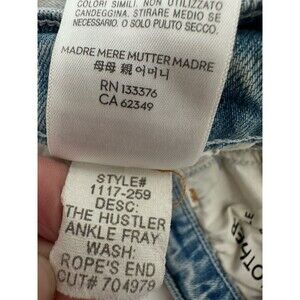 COLORI SIMILI. NON UTILIZZATO
CANDEGGINA. STIRARE MEDIO SE
NECESSARIO. O SOLO PULITO SECCO.
MADRE MERE MUTTER MADRE
母母 親 어머니
RN 133376
CA 62349
STYLE#
1117-259
DESC:
THE HUSTLER
ANKLE FRAY
WASH:
ROPE'S END
CUT# 704979
OTHER